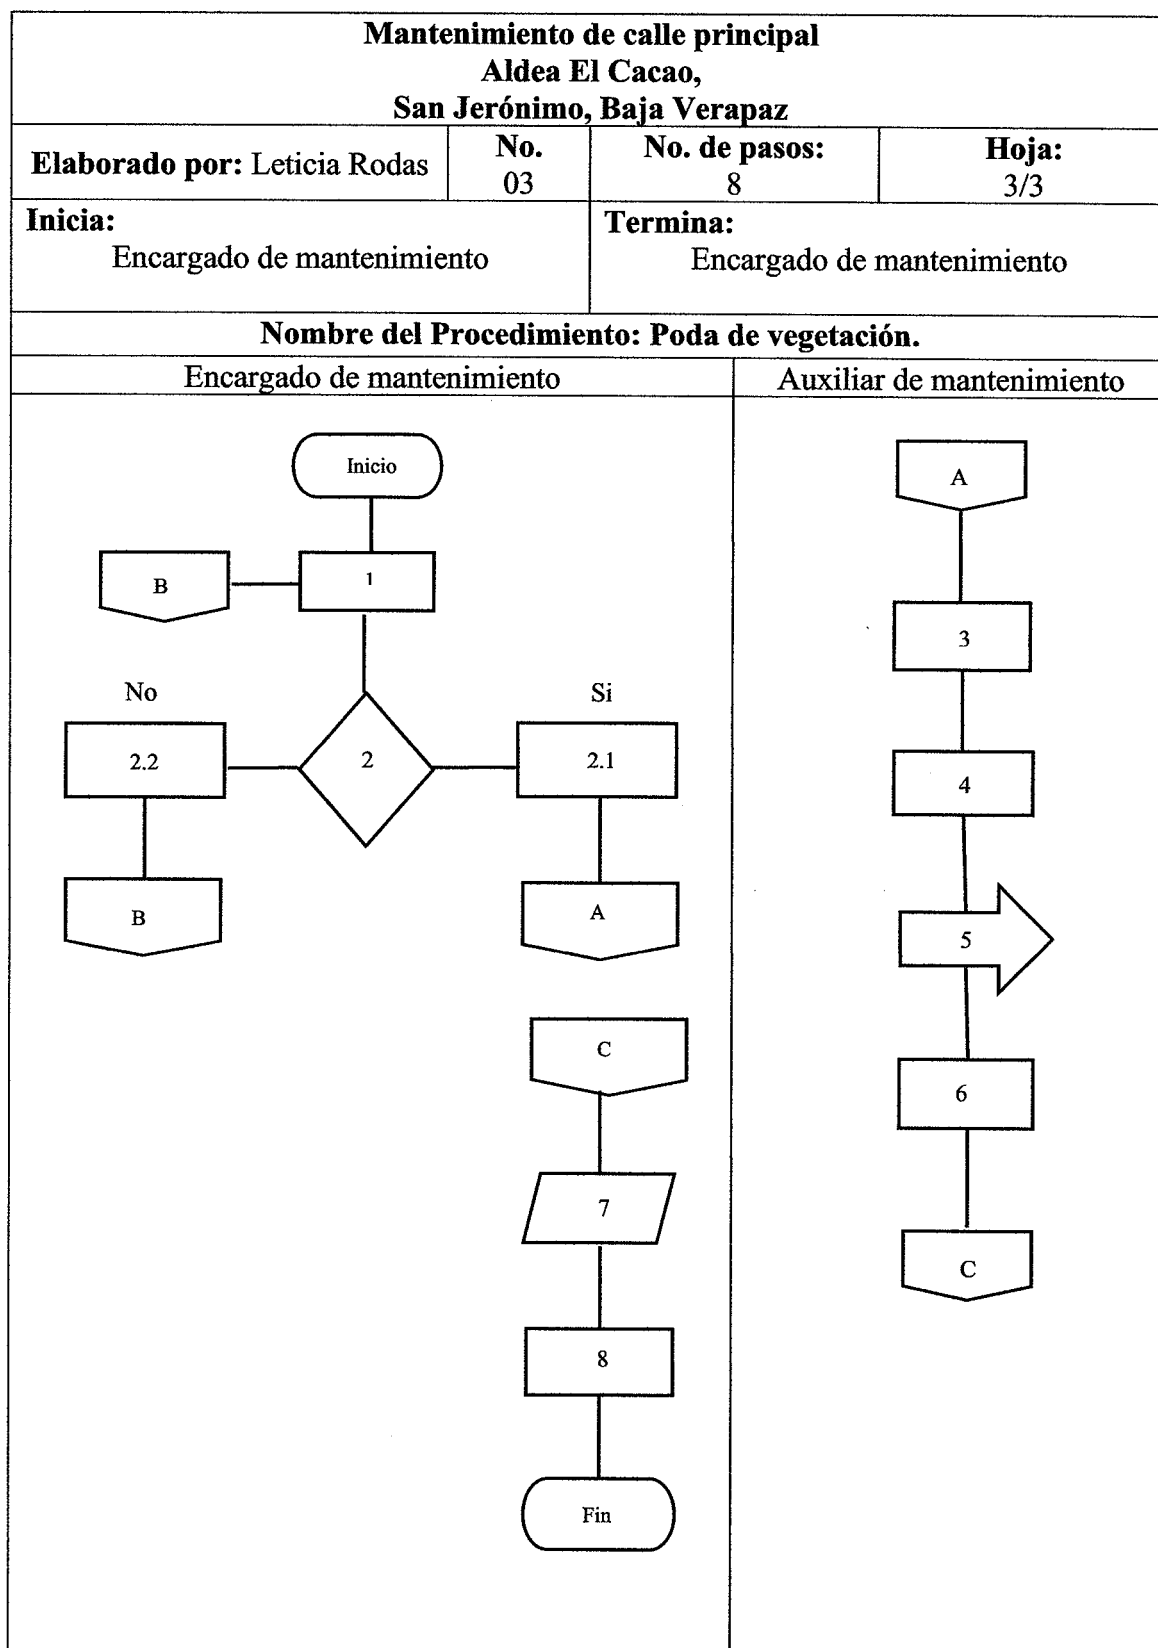 Mantenimiento de calle principal
Aldea El Cacao,
San Jerónimo, Baja Verapaz
Elaborado por: Leticia Rodas
No.
03
No. de pasos:
8
Hoja:
3/3
Inicia:
Encargado de mantenimiento
Termina:
Encargado de mantenimiento
Nombre del Procedimiento: Poda de vegetación.
Encargado de mantenimiento
Auxiliar de mantenimiento
Inicio
B
1
No
Si
2.2
2
2.1
B
A
C
7
8
Fin
A
3
4
5
6
C